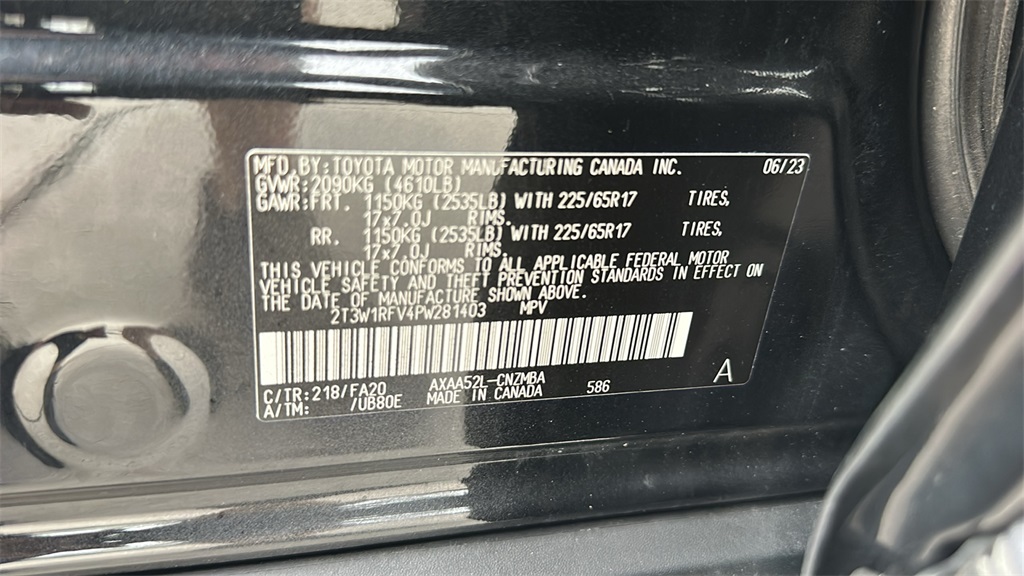 MFD. BY: TOYOTA MOTOR MANUFACTURING CANADA INC. 06/23
GVWR: 2090KG (4610LB)
GAWR: FRT. 1150KG (2535LB) WITH 225/65R17 TIRES,
17x7.0J RIMS.
RR. 1150KG (2535LB) WITH 225/65R17 TIRES,
17x7.0J RIMS.
THIS VEHICLE CONFORMS TO ALL APPLICABLE FEDERAL MOTOR
VEHICLE SAFETY AND THEFT PREVENTION STANDARDS IN EFFECT ON
THE DATE OF MANUFACTURE SHOWN ABOVE.
2T3W1RFV4PW281403 MPV
C/TR: 218/FA20 AXAA52L-CNZMBA 586 A
A/TM: /UB80E MADE IN CANADA